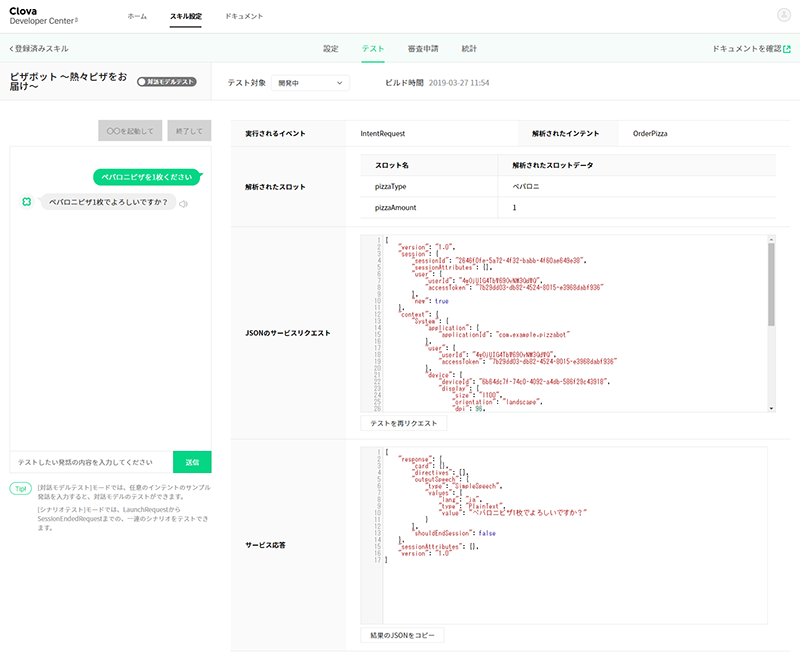 Clova
Developer Center β
ホーム
スキル設定
ドキュメント
登録済みスキル
設定
テスト
審査申請
統計
ドキュメントを確認
ピザボット 〜熱々ピザをお
届け〜
対話モデルテスト
テスト対象
開発中
ビルド時間 2019-03-27 11:54
〇〇を起動して
終了して
ペパロニピザを1枚ください
ペパロニピザ1枚でよろしいですか？
テストしたい発話の内容を入力してください
送信
Tip!
[対話モデルテスト]モードでは、任意のインテントのサンプル
発話を入力すると、対話モデルのテストができます。
[シナリオテスト]モードでは、LaunchRequestから
SessionEndedRequestまでの、一連のシナリオをテストでき
ます。
実行されるイベント
IntentRequest
解析されたインテント
OrderPizza
解析されたスロット
スロット名
解析されたスロットデータ
pizzaType
ペパロニ
pizzaAmount
1
JSONのサービスリクエスト
1 {
2 "version": "1.0",
3 "session": {
4 "sessionId":
5 "sessionAttributes": {},
6 "user": {
7 "userId":
8 "accessToken": "7b29dd03-db82-4524-8015-e3968dabf936"
9 },
10 "new": true
11 },
12 "context": {
13 "System": {
14 "application": {
15 "applicationId": "com.example.pizzabot"
16 },
17 "user": {
18 "userId":
19 "accessToken": "7b29dd03-db82-4524-8015-e3968dabf936"
20 },
21 "device": {
22 "deviceId": "6b64dc7f-74c0-4092-a4db-586f28c43918",
23 "display": {
24 "size": "l100",
25 "orientation": "landscape",
26 "dpi": 96,
テストを再リクエスト
サービス応答
1 {
2 "response": {
3 "card": {},
4 "directives": [],
5 "outputSpeech": {
6 "type": "SimpleSpeech",
7 "values": {
8 "lang": "ja",
9 "type": "PlainText",
10 "value": "ペパロニピザ1枚でよろしいですか？"
11 }
12 },
13 "shouldEndSession": false
14 },
15 "sessionAttributes": {},
16 "version": "1.0"
17 }
結果のJSONをコピー